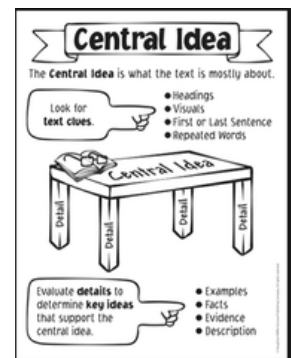 Central Idea
The Central Idea is what the text is mostly about.
Look for
text clues.
● Headings
● Visuals
● First or Last Sentence
● Repeated Words
Central Idea
Detail
Detail
Detail
Detail
Evaluate details to
determine key ideas
that support the
central idea.
● Examples
● Facts
● Evidence
● Description